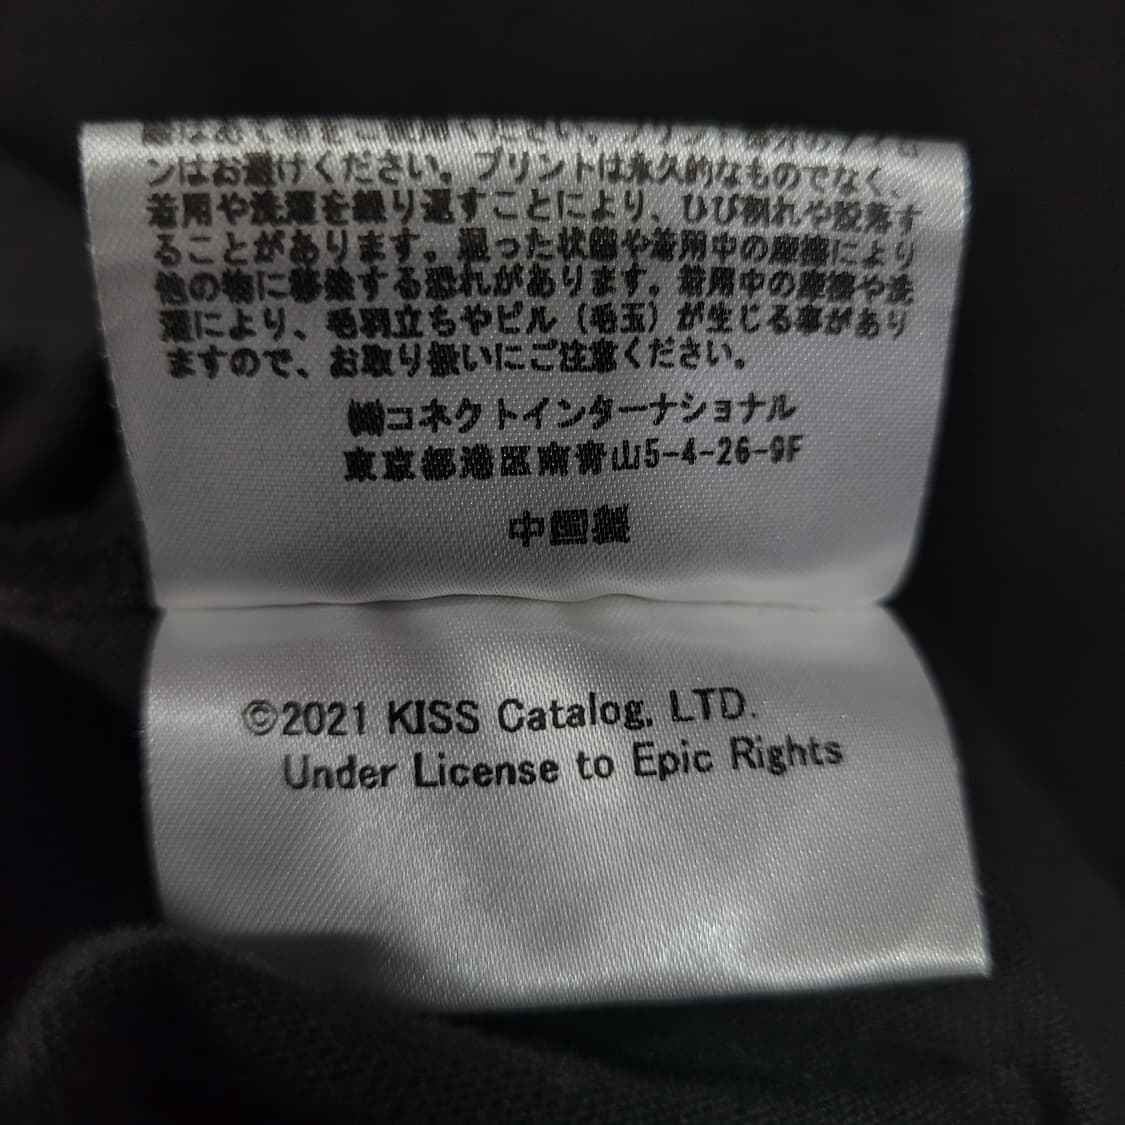 ンはお避けください。プリントは永久的なものでなく、
着用や洗濯を繰り返すことにより、ひび割れや脱落す
ることがあります。湿った状態や着用中の摩擦により
他の物に移染する恐れがあります。着用中の摩擦や洗
濯により、毛羽立ちやピル（毛玉）が生じる事があり
ますので、お取り扱いにご注意ください。
㈱コネクトインターナショナル
東京都港区南青山5-4-26-9F
中国製
©2021 KISS Catalog, LTD.
Under License to Epic Rights